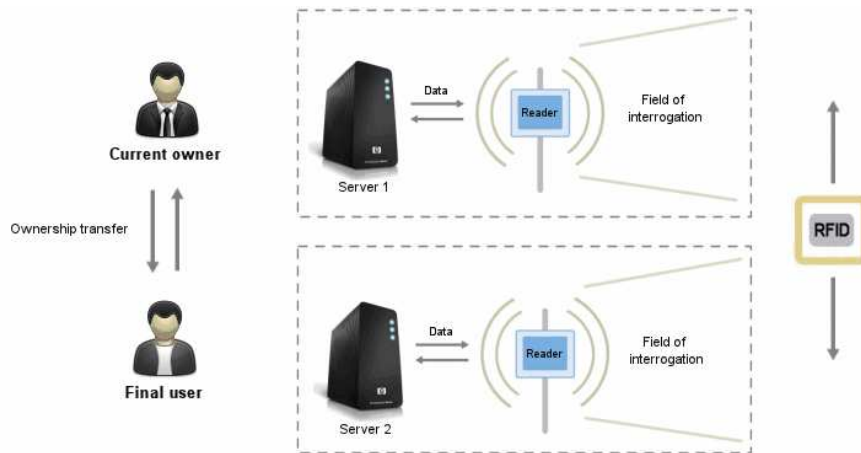 Current owner
Ownership transfer
Final user
Data
Reader
Field of
interrogation
Server 1
Data
Reader
Field of
interrogation
Server 2
RFID